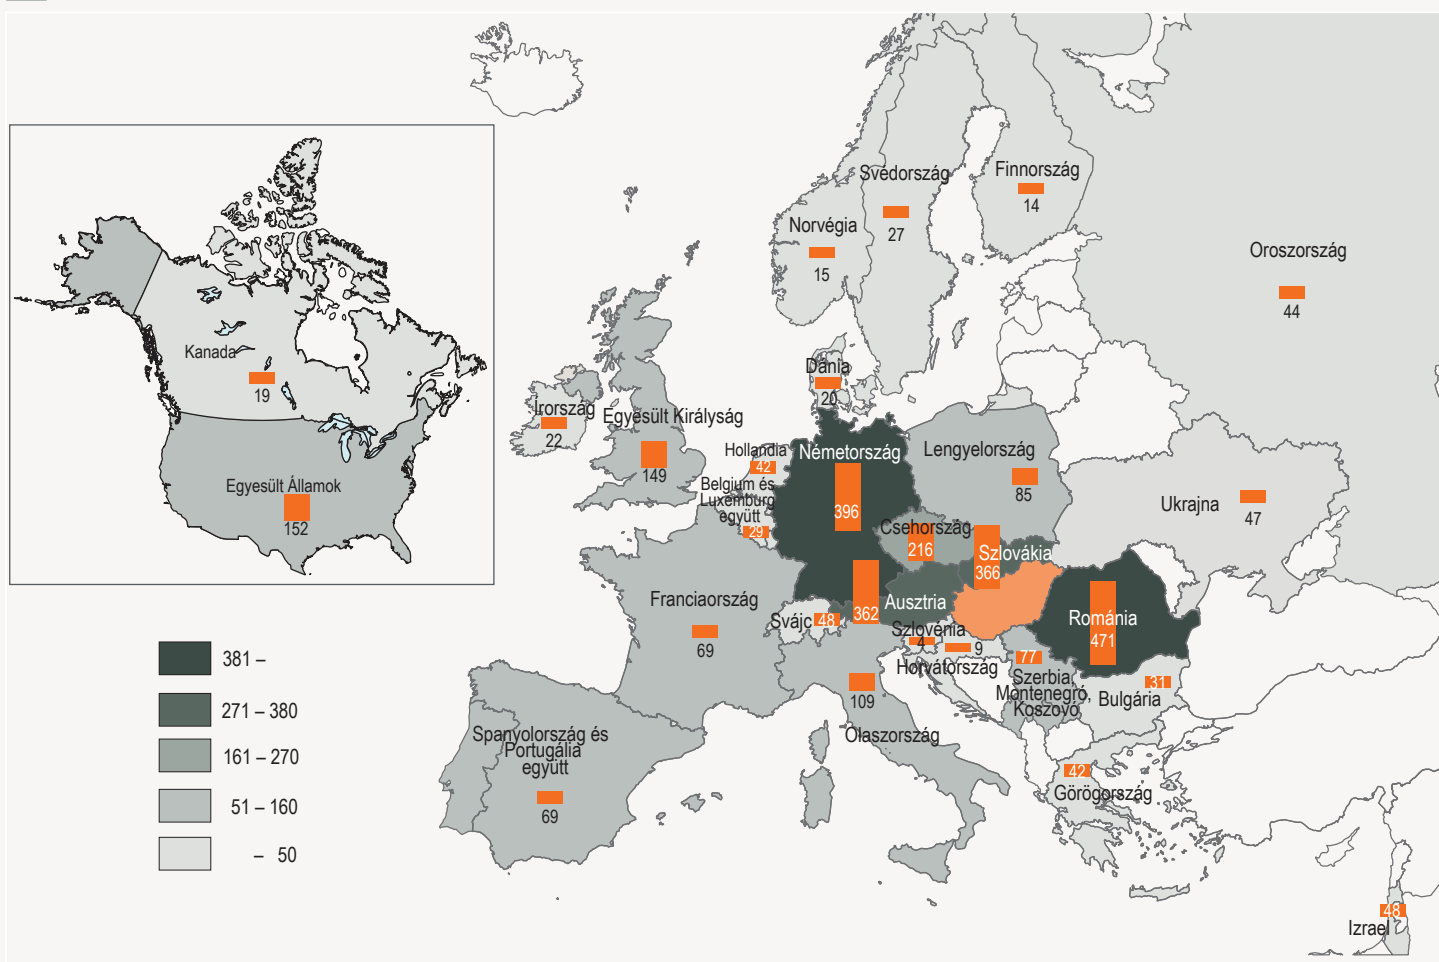 Kanada
19
Egyesült Államok
152
381 –
271 – 380
161 – 270
51 – 160
– 50
Svédország
27
Finnország
14
Norvégia
15
Oroszország
44
Dánia
20
Írország
22
Egyesült Királyság
149
Hollandia
42
Belgium és
Luxemburg
együtt
29
Németország
396
Lengyelország
85
Ukrajna
47
Csehország
216
Szlovákia
366
Ausztria
362
Franciaország
69
Svájc
48
Szlovénia
4
9
Horvátország
Románia
471
77
Szerbia,
Montenegró,
Koszovó
31
Bulgária
109
Olaszország
Spanyolország és
Portugália
együtt
69
42
Görögország
48
Izrael